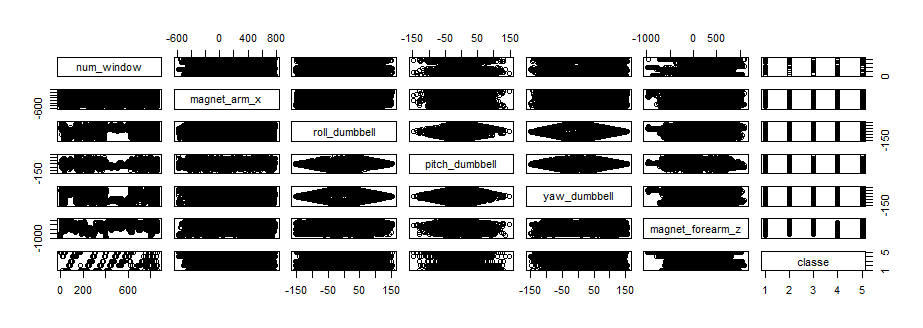 -600 0 400 800 -150 -50 50 150 -1000 0 500
num_window 0
-600 magnet_arm_x
roll_dumbbell -150
-150 pitch_dumbbell
yaw_dumbbell -150
-1000 magnet_forearm_z
classe 1 5
0 200 600 -150 -50 50 150 -150 -50 50 150 1 2 3 4 5